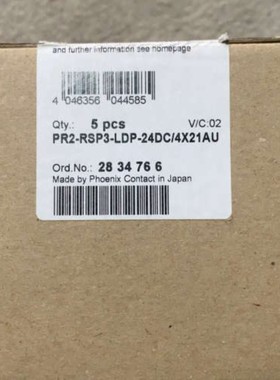 and further information see homepage
4 046356 044585
Qty.: 5 pcs V/C:02
PR2-RSP3-LDP-24DC/4X21AU
Ord.No.: 28 34 76 6
Made by Phoenix Contact in Japan